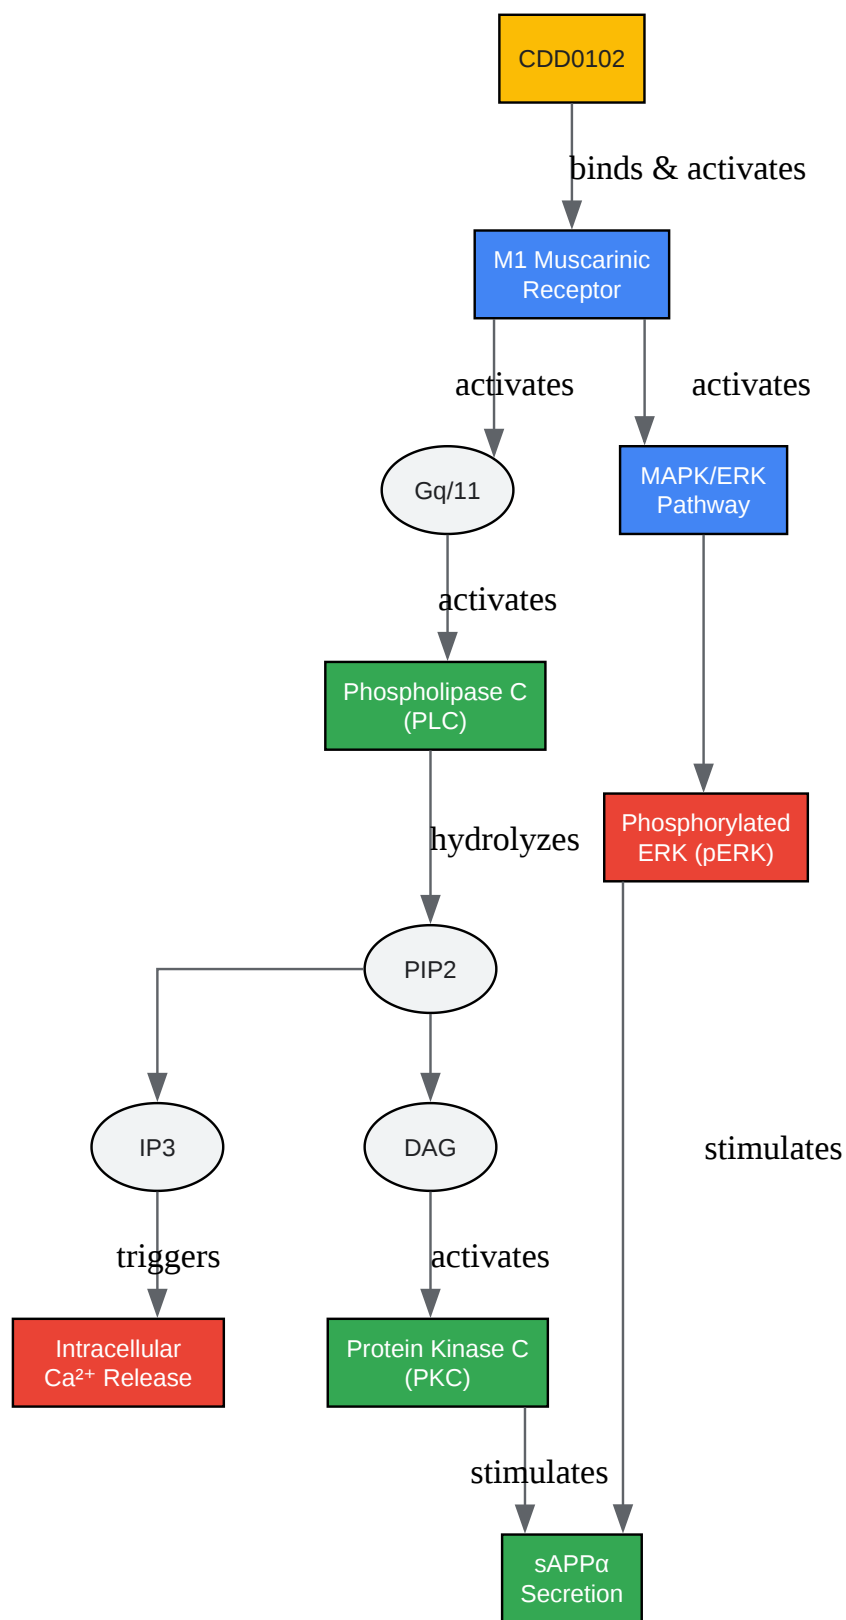 CDD0102
binds & activates
M1 Muscarinic
Receptor
activates
activates
Gq/11
MAPK/ERK
Pathway
activates
Phospholipase C
(PLC)
hydrolyzes
Phosphorylated
ERK (pERK)
PIP2
IP3
DAG
stimulates
triggers
activates
Intracellular
Ca²⁺ Release
Protein Kinase C
(PKC)
stimulates
sAPPα
Secretion